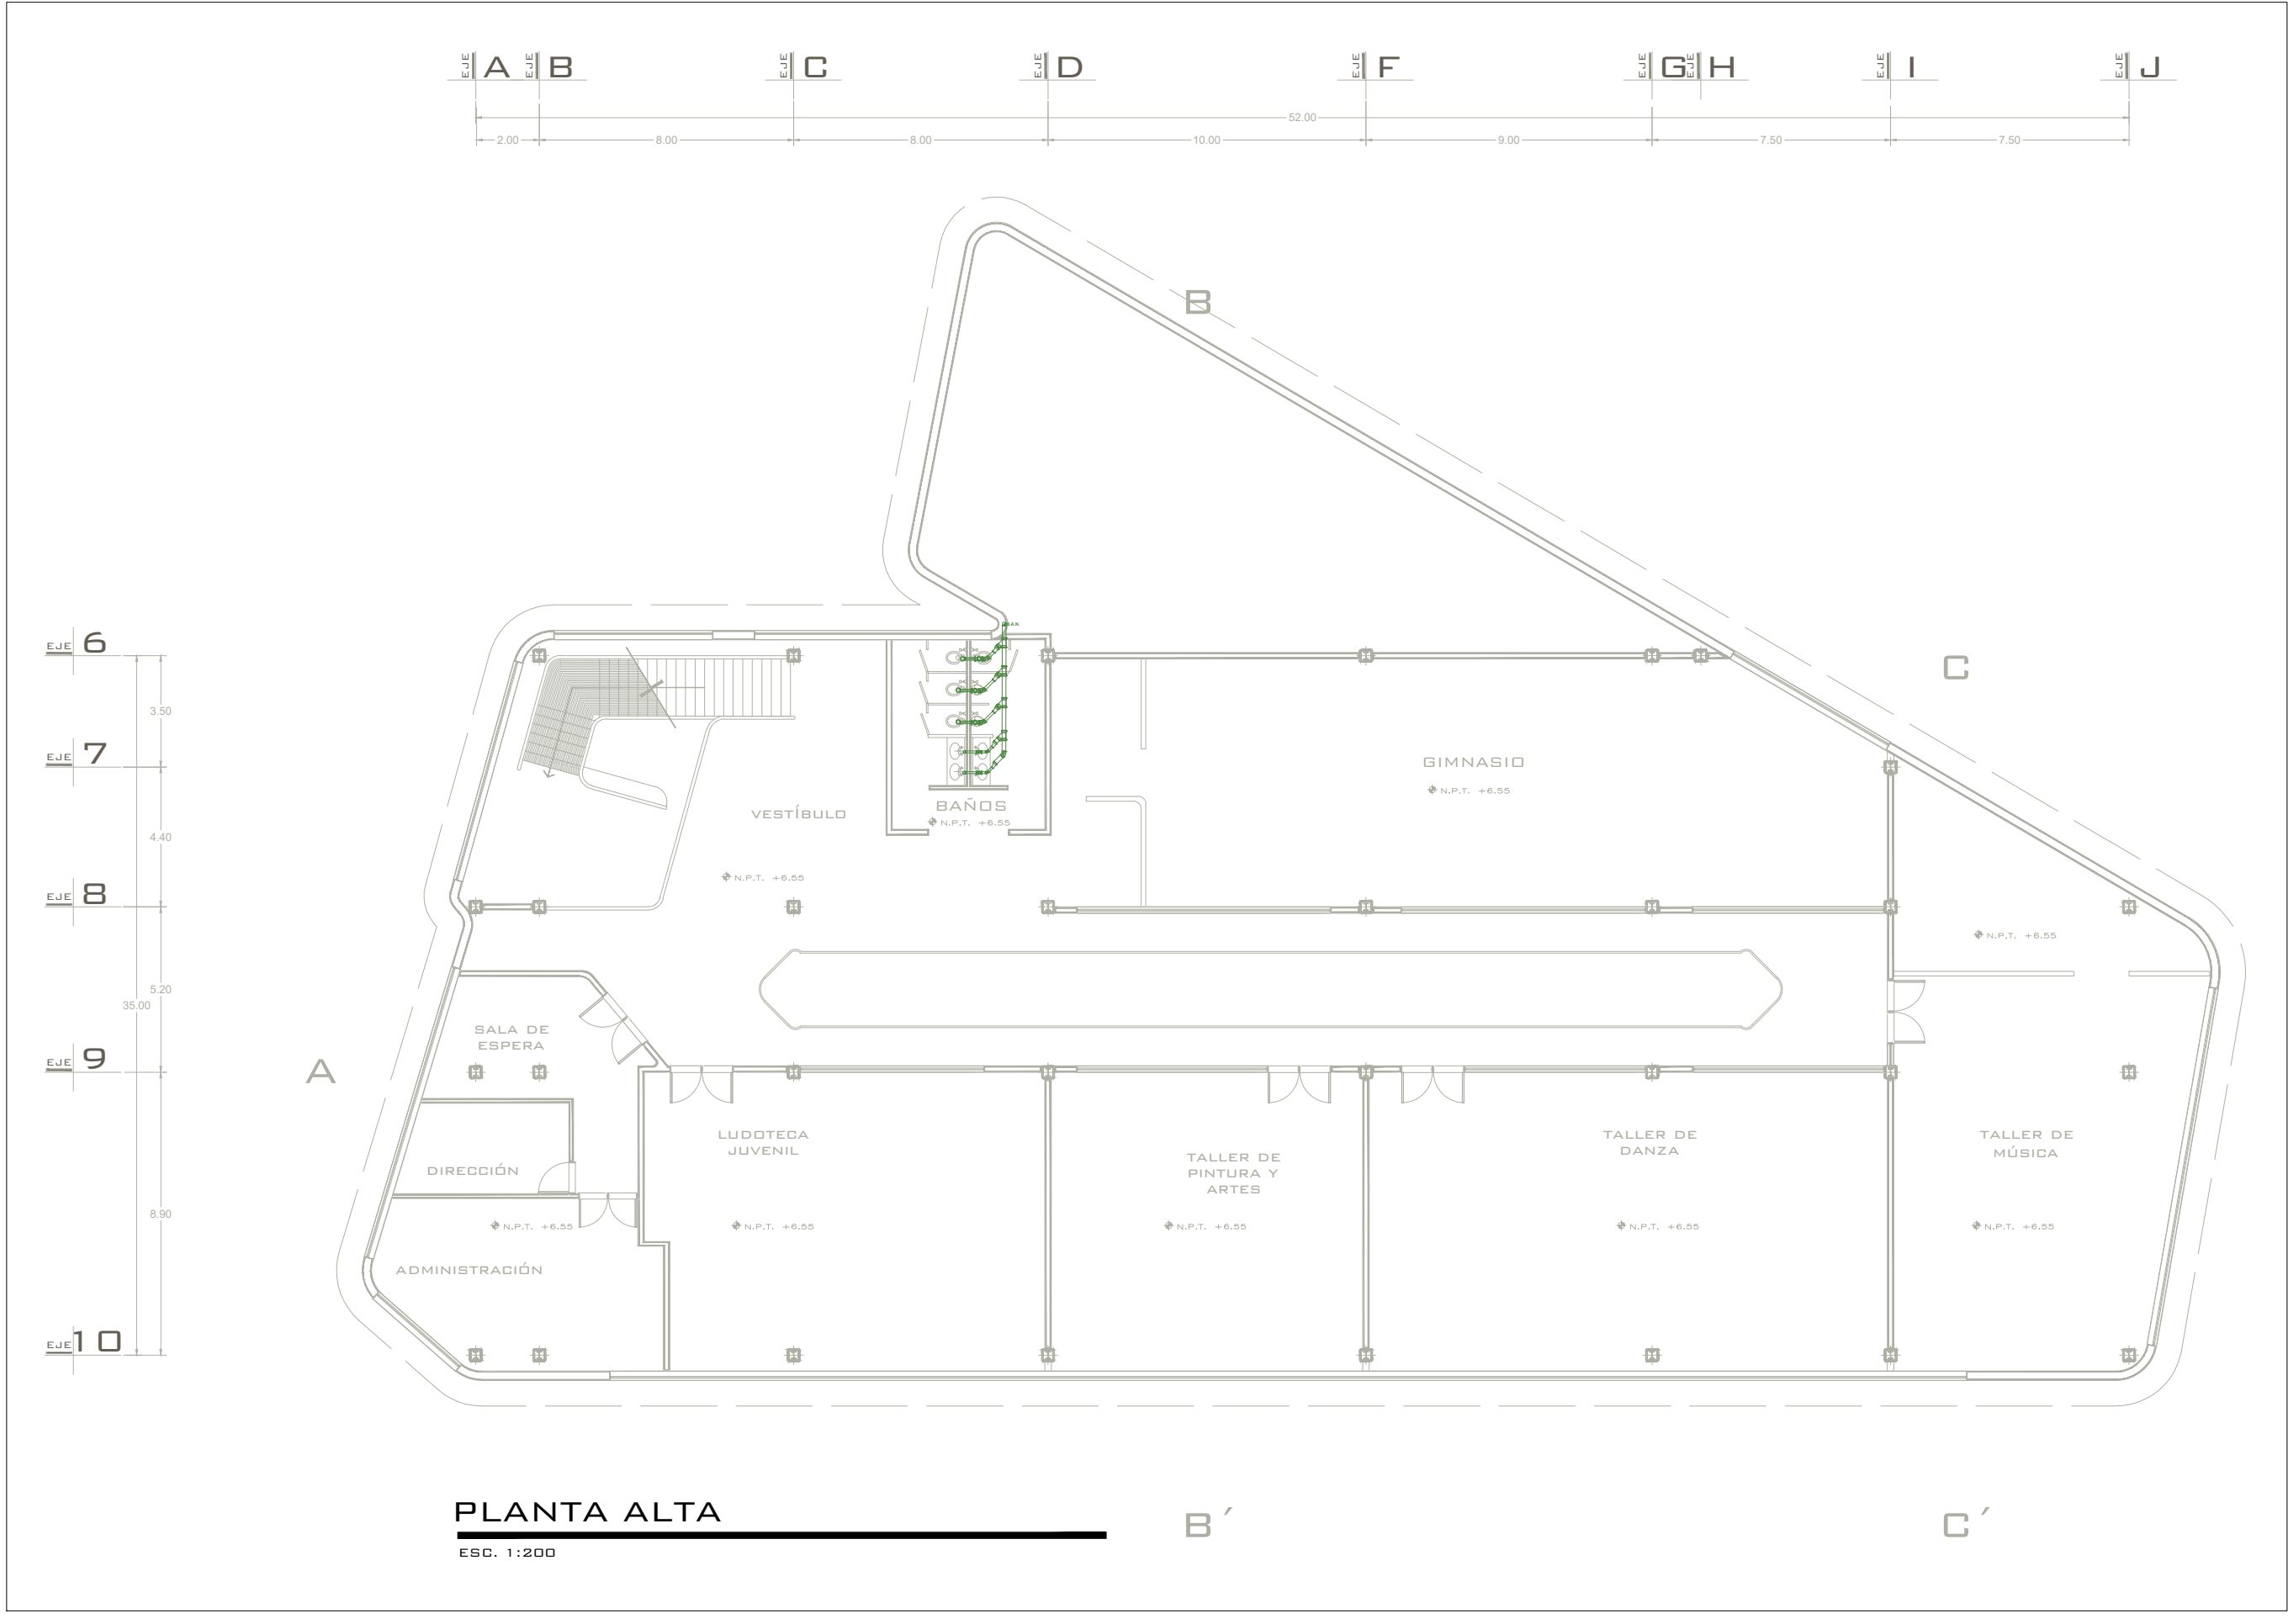 EJE A EJE B EJE C EJE D EJE F EJE G EJE H EJE I EJE J
52.00
2.00 8.00 8.00 10.00 9.00 7.50 7.50
B
B.A.N.
EJE 6
C
3.50
EJE 7
GIMNASIO
N.P.T. +6.55
BAÑOS
VESTÍBULO
N.P.T. +6.55
4.40
N.P.T. +6.55
EJE 8
N.P.T. +6.55
5.20
35.00
SALA DE
ESPERA
EJE 9
A
LUDOTECA
JUVENIL
TALLER DE
DANZA
TALLER DE
MÚSICA
TALLER DE
PINTURA Y
ARTES
DIRECCIÓN
8.90
N.P.T. +6.55
N.P.T. +6.55
N.P.T. +6.55
N.P.T. +6.55
N.P.T. +6.55
ADMINISTRACIÓN
EJE 10
PLANTA ALTA
B´
C´
ESC. 1:200